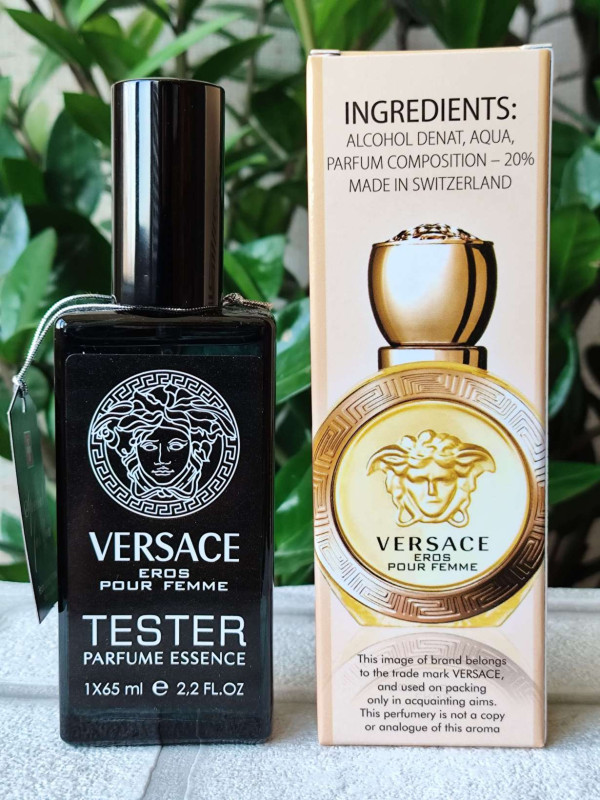 VERSACE
EROS
POUR FEMME
TESTER
PARFUME ESSENCE
1X65 ml e 2,2 FL.OZ
INGREDIENTS:
ALCOHOL DENAT, AQUA,
PARFUM COMPOSITION – 20%
MADE IN SWITZERLAND
VERSACE
EROS
POUR FEMME
This image of brand belongs
to the trade mark VERSACE,
and used on packing
only in acquainting aims.
This perfumery is not a copy
or analogue of this aroma